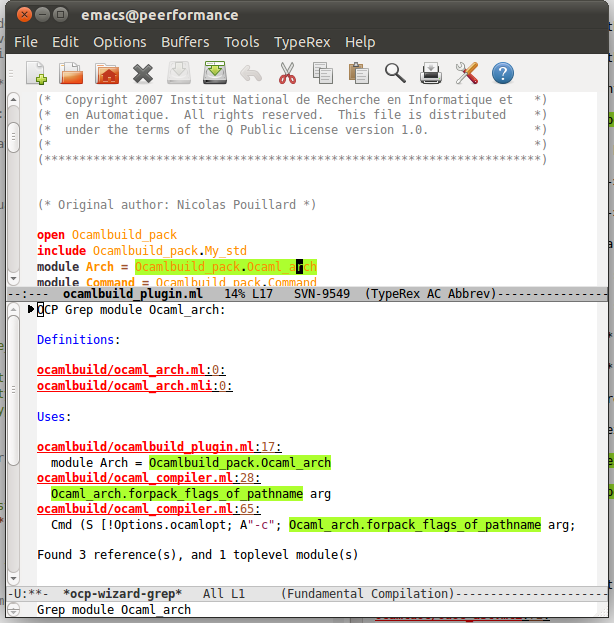 emacs@peerformance
File Edit Options Buffers Tools TypeRex Help
(*  Copyright 2007 Institut National de Recherche en Informatique et   *)
(*  en Automatique.  All rights reserved.  This file is distributed    *)
(*  under the terms of the Q Public License version 1.0.               *)
(*                                                                     *)
(***********************************************************************)
(* Original author: Nicolas Pouillard *)
open Ocamlbuild_pack
include Ocamlbuild_pack.My_std
module Arch = Ocamlbuild_pack.Ocaml_arch
module Command = Ocamlbuild_pack.Command
--:---  ocamlbuild_plugin.ml   14% L17   SVN-9549  (TypeRex AC Abbrev)----------------
OCP Grep module Ocaml_arch:
Definitions:
ocamlbuild/ocaml_arch.ml:0:
ocamlbuild/ocaml_arch.mli:0:
Uses:
ocamlbuild/ocamlbuild_plugin.ml:17:
  module Arch = Ocamlbuild_pack.Ocaml_arch
ocamlbuild/ocaml_compiler.ml:28:
  Ocaml_arch.forpack_flags_of_pathname arg
ocamlbuild/ocaml_compiler.ml:65:
  Cmd (S [!Options.ocamlopt; A"-c"; Ocaml_arch.forpack_flags_of_pathname arg;
Found 3 reference(s), and 1 toplevel module(s)
-U:**-  *ocp-wizard-grep*   All L1     (Fundamental Compilation)----------------------
Grep module Ocaml_arch